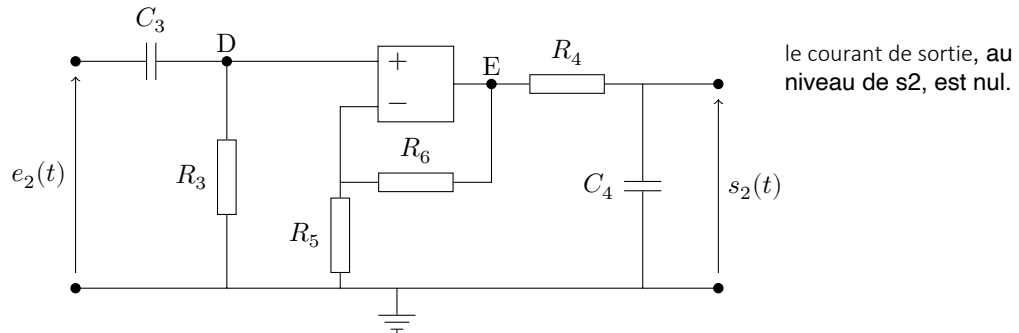 C₃
D
+
−
E
R₄
le courant de sortie, au
niveau de s2, est nul.
R₆
e₂(t)
R₃
C₄
s₂(t)
R₅